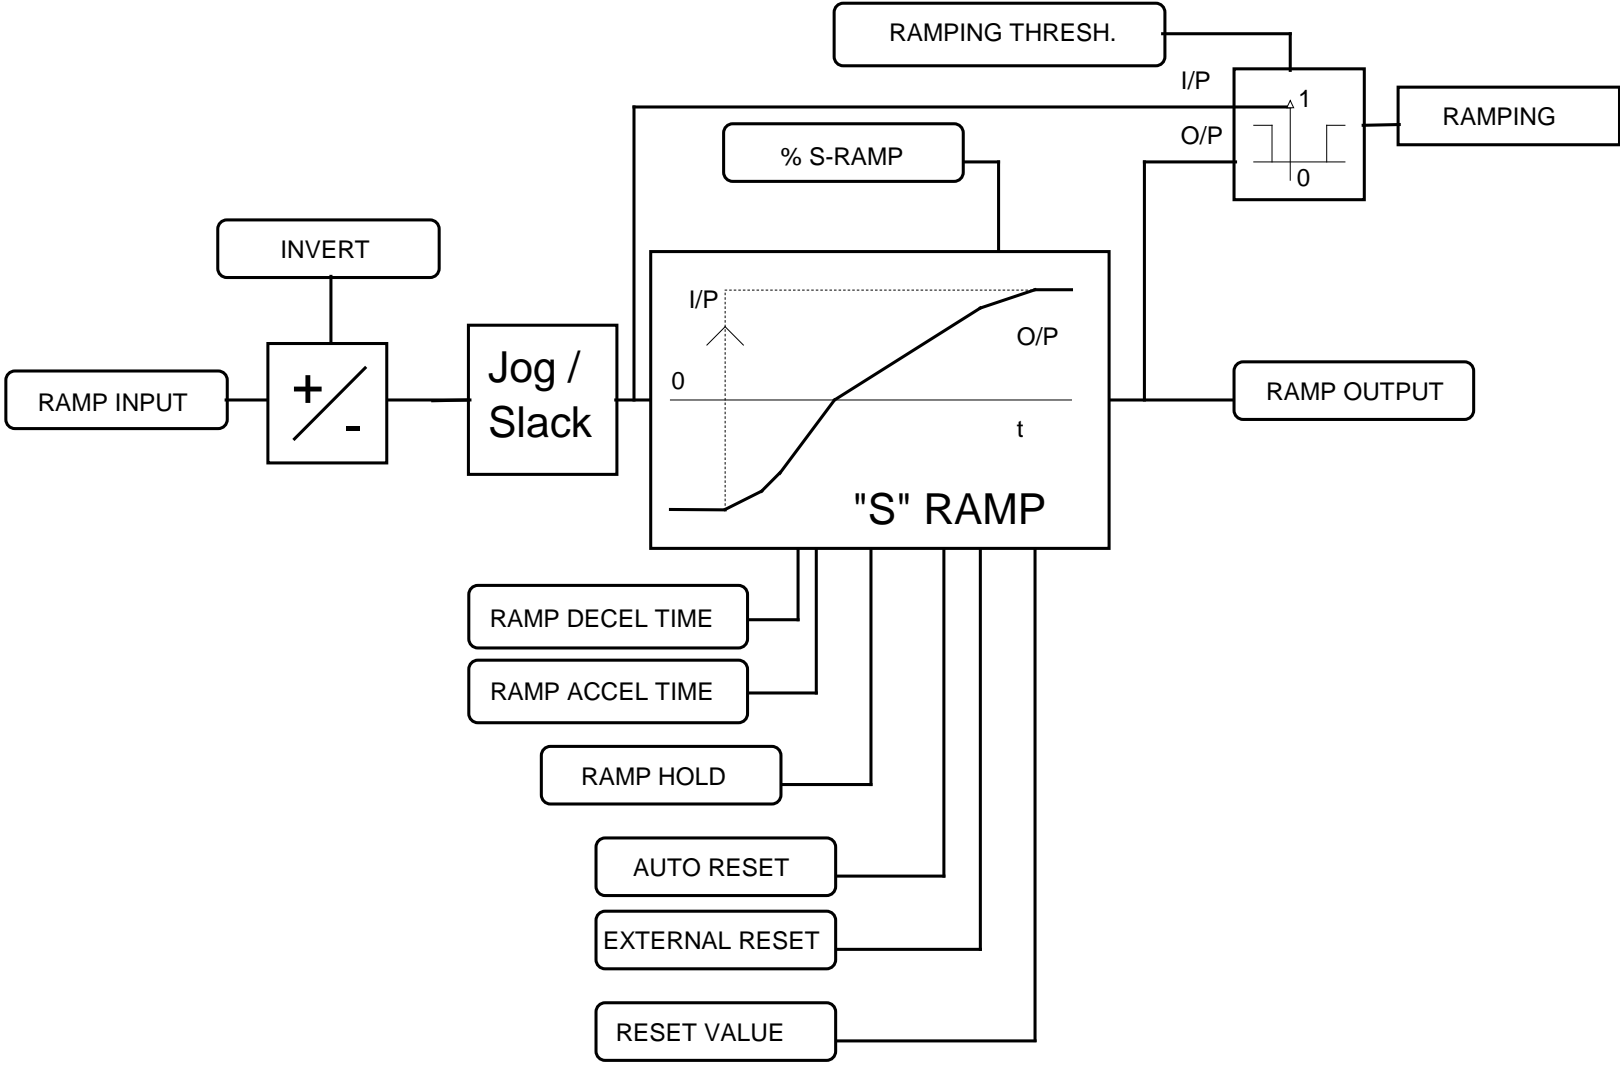 RAMPING THRESH.
I/P
1
RAMPING
O/P
% S-RAMP
0
INVERT
I/P
O/P
Jog /
Slack
+
-
0
RAMP INPUT
RAMP OUTPUT
t
"S" RAMP
RAMP DECEL TIME
RAMP ACCEL TIME
RAMP HOLD
AUTO RESET
EXTERNAL RESET
RESET VALUE